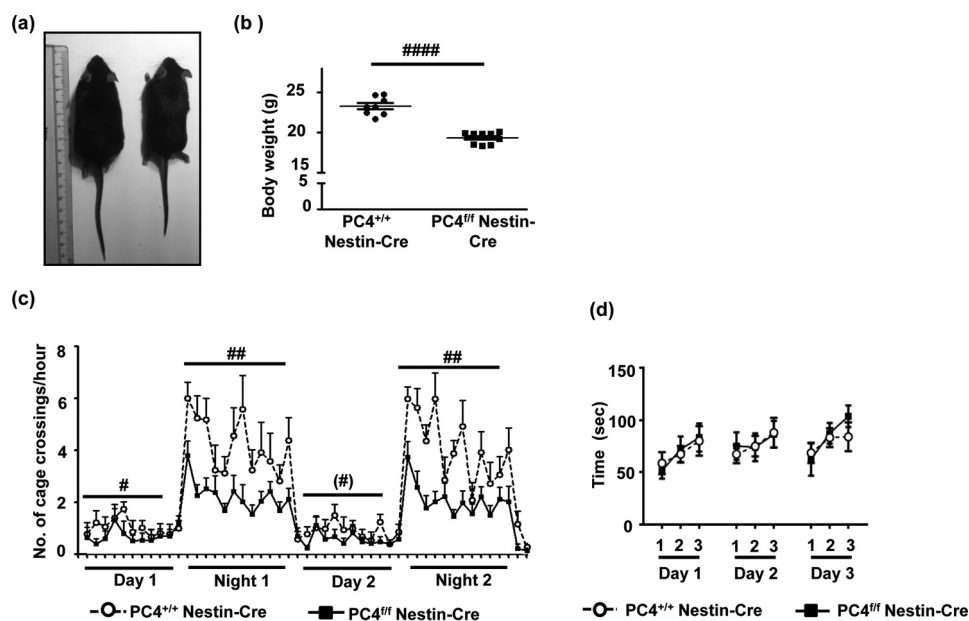 (a)
(b )
####
Body weight (g)
25
20
15
5
0
PC4+/+
Nestin-Cre
PC4f/f Nestin-
Cre
(c)
No. of cage crossings/hour
8
6
4
2
0
#
##
(#)
##
Day 1
Night 1
Day 2
Night 2
PC4+/+ Nestin-Cre
PC4f/f Nestin-Cre
(d)
Time (sec)
150
100
50
0
1 2 3
1 2 3
1 2 3
Day 1
Day 2
Day 3
PC4+/+ Nestin-Cre
PC4f/f Nestin-Cre